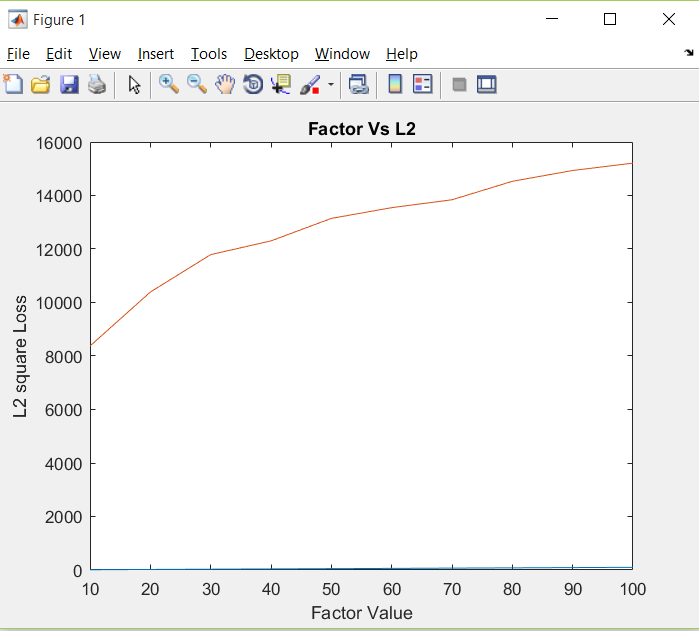 Figure 1
File Edit View Insert Tools Desktop Window Help
Factor Vs L2
16000
14000
12000
10000
8000
6000
4000
2000
0
L2 square Loss
10 20 30 40 50 60 70 80 90 100
Factor Value